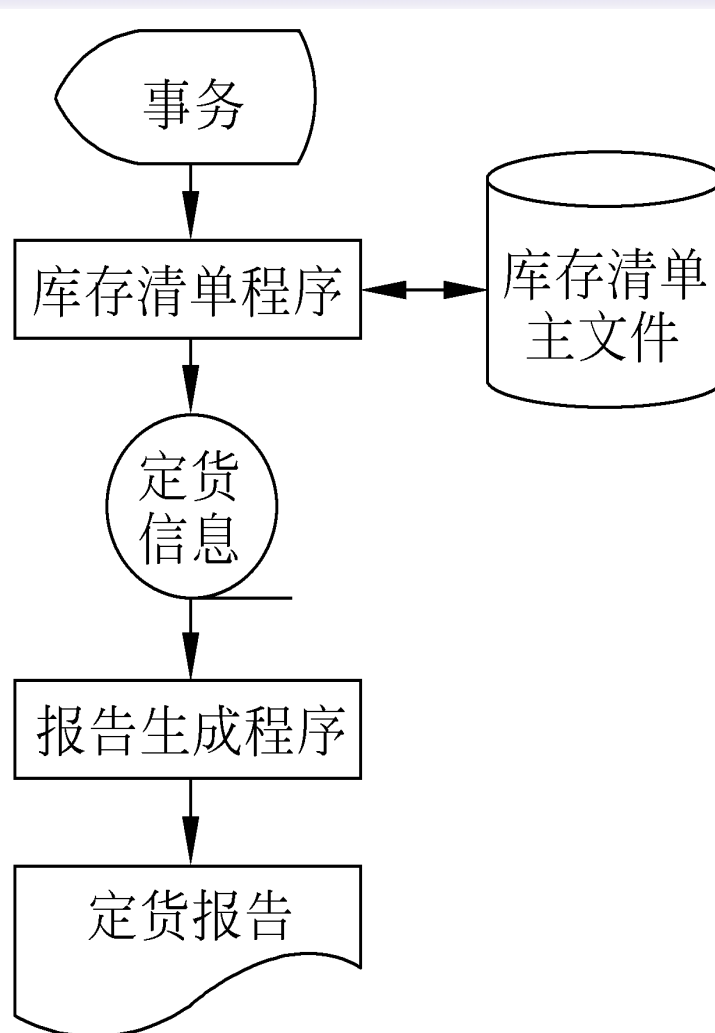 事务
库存清单程序
库存清单
主文件
定货
信息
报告生成程序
定货报告